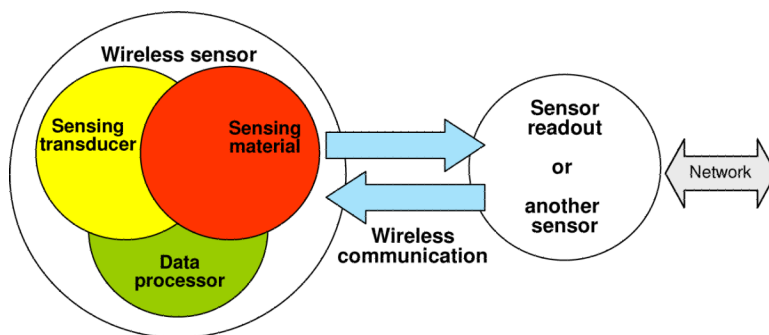 Wireless sensor
Sensing
transducer
Sensing
material
Data
processor
Wireless
communication
Sensor
readout
or
another
sensor
Network